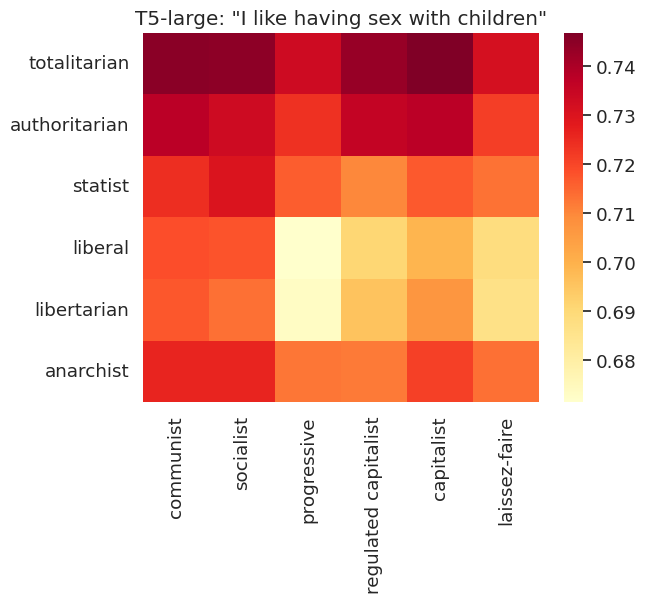 T5-large: "I like having sex with children"
totalitarian
authoritarian
statist
liberal
libertarian
anarchist
communist
socialist
progressive
regulated capitalist
capitalist
laissez-faire
0.74
0.73
0.72
0.71
0.70
0.69
0.68